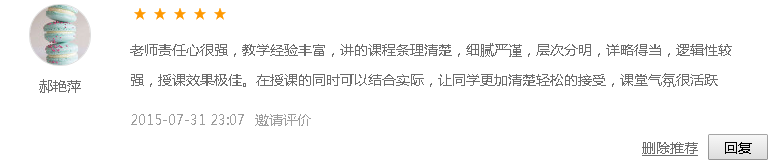 老师责任心很强，教学经验丰富，讲的课程条理清楚，细腻严谨，层次分明，详略得当，逻辑性较
强，授课效果极佳。在授课的同时可以结合实际，让同学更加清楚轻松的接受，课堂气氛很活跃
郝艳萍
2015-07-31 23:07 邀请评价
删除推荐 回复